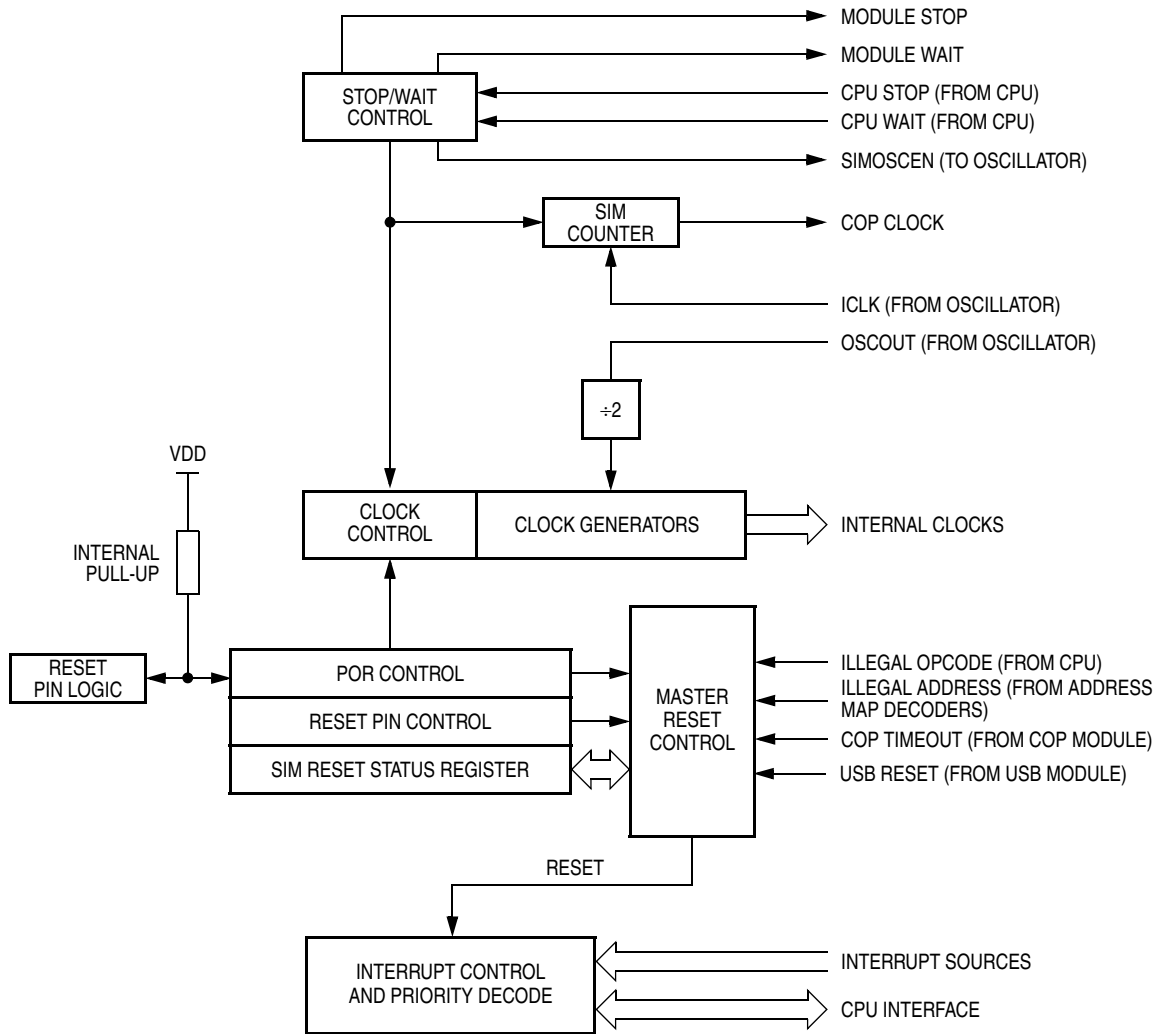 MODULE STOP
MODULE WAIT
STOP/WAIT
CONTROL
CPU STOP (FROM CPU)
CPU WAIT (FROM CPU)
SIMOSCEN (TO OSCILLATOR)
SIM
COUNTER
COP CLOCK
ICLK (FROM OSCILLATOR)
OSCOUT (FROM OSCILLATOR)
÷2
VDD
INTERNAL
PULL-UP
CLOCK
CONTROL
CLOCK GENERATORS
INTERNAL CLOCKS
RESET
PIN LOGIC
POR CONTROL
RESET PIN CONTROL
SIM RESET STATUS REGISTER
MASTER
RESET
CONTROL
ILLEGAL OPCODE (FROM CPU)
ILLEGAL ADDRESS (FROM ADDRESS
MAP DECODERS)
COP TIMEOUT (FROM COP MODULE)
USB RESET (FROM USB MODULE)
RESET
INTERRUPT CONTROL
AND PRIORITY DECODE
INTERRUPT SOURCES
CPU INTERFACE